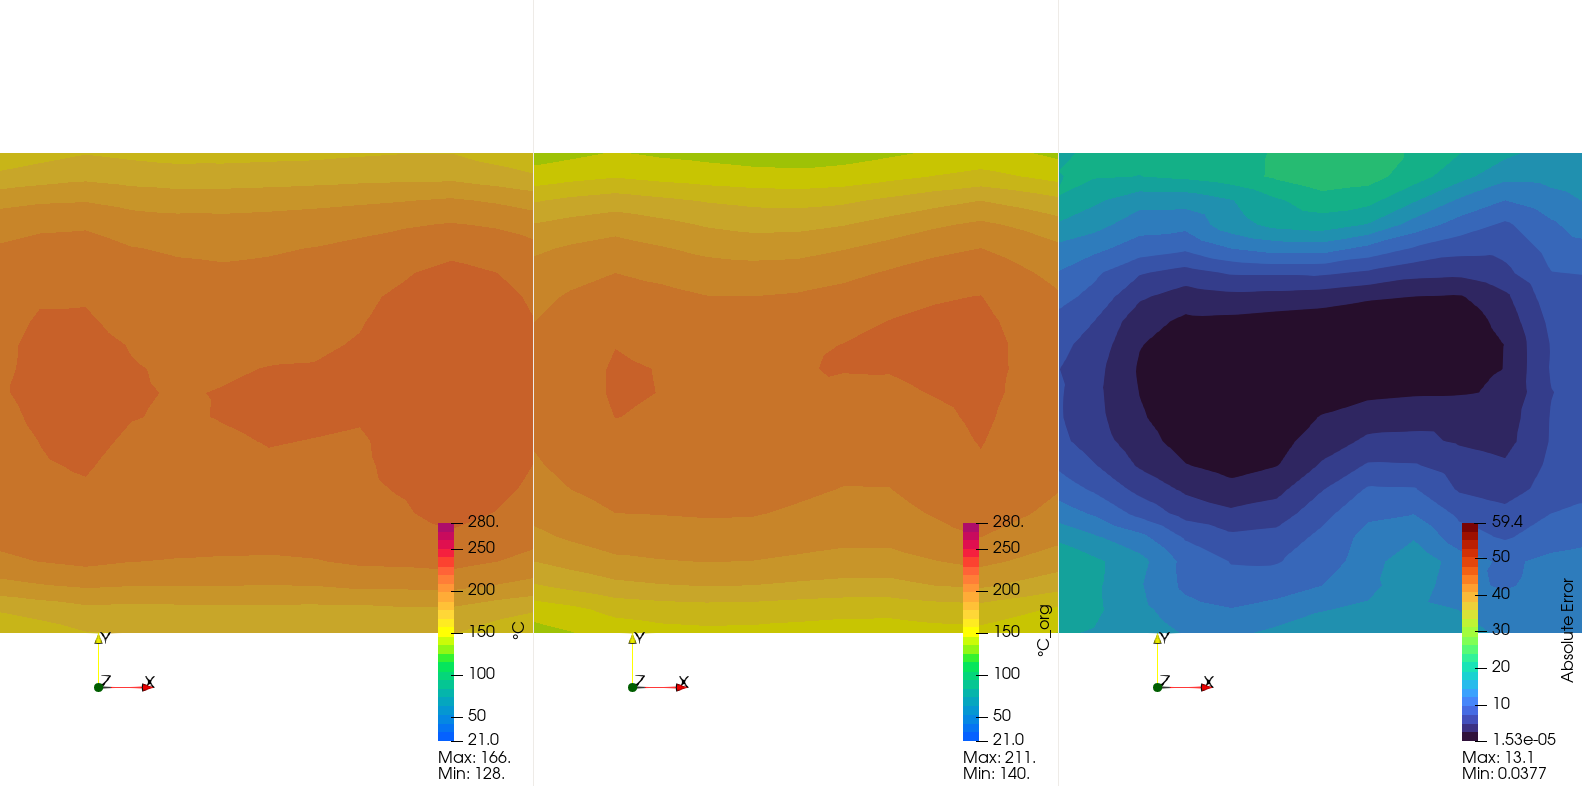 280.
250
200
150
100
50
21.0
°C
Max: 166.
Min: 128.
Y
Z
X
280.
250
200
150
100
50
21.0
°C_org
Max: 211.
Min: 140.
Y
Z
X
59.4
50
40
30
20
10
1.53e-05
Absolute Error
Max: 13.1
Min: 0.0377
Y
Z
X